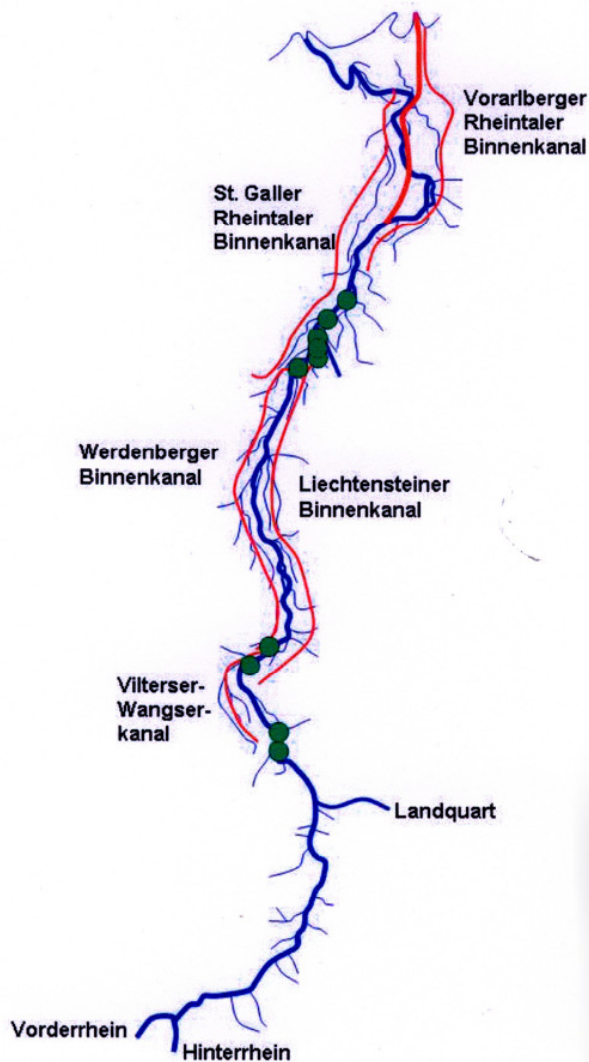 Vorarlberger
Rheintaler
Binnenkanal
St. Galler
Rheintaler
Binnenkanal
Werdenberger
Binnenkanal
Liechtensteiner
Binnenkanal
Vilterser-
Wangser-
kanal
Landquart
Vorderrhein
Hinterrhein